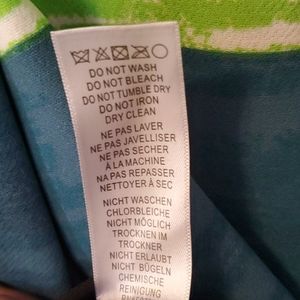 DO NOT WASH
DO NOT BLEACH
DO NOT TUMBLE DRY
DO NOT IRON
DRY CLEAN
NE PAS LAVER
NE PAS JAVELLISER
NE PAS SECHER
À LA MACHINE
NA PAS REPASSER
NETTOYER À SEC
NICHT WASCHEN
CHLORBLEICHE
NICHT MÖGLICH
TROCKNEN IM
TROCKNER
NICHT ERLAUBT
NICHT BÜGELN
CHEMISCHE
REINIGUNG